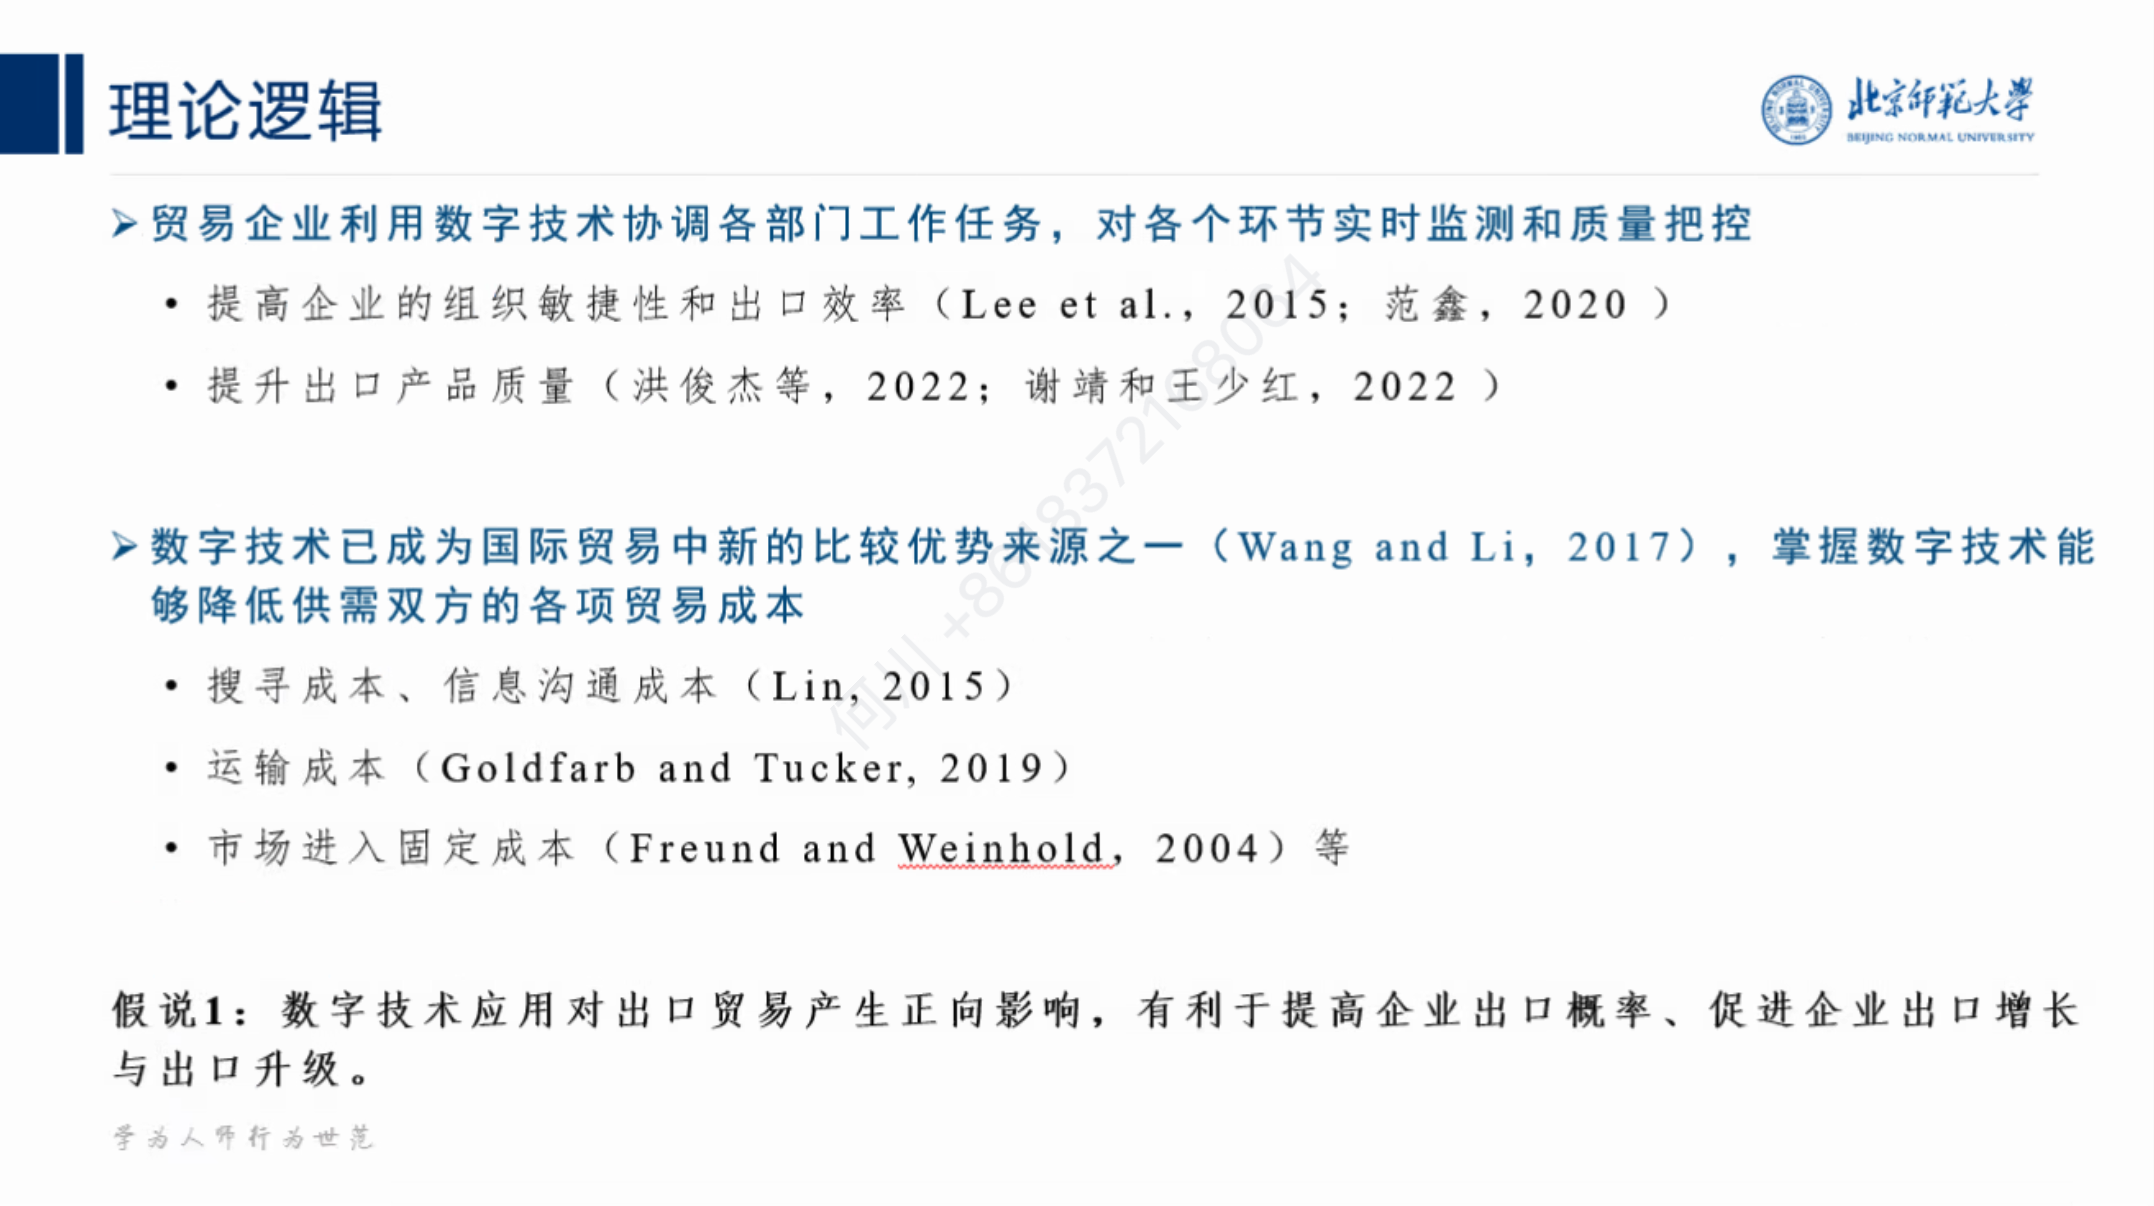 理论逻辑
北京师范大学
BEIJING NORMAL UNIVERSITY
➢贸易企业利用数字技术协调各部门工作任务，对各个环节实时监测和质量把控
• 提高企业的组织敏捷性和出口效率（Lee et al.，2015；范鑫，2020 ）
• 提升出口产品质量（洪俊杰等，2022；谢靖和王少红，2022 ）
➢数字技术已成为国际贸易中新的比较优势来源之一（Wang and Li，2017），掌握数字技术能
够降低供需双方的各项贸易成本
• 搜寻成本、信息沟通成本（Lin, 2015）
• 运输成本（Goldfarb and Tucker, 2019）
• 市场进入固定成本（Freund and Weinhold，2004）等
假说1：数字技术应用对出口贸易产生正向影响，有利于提高企业出口概率、促进企业出口增长
与出口升级。
学为人师行为世范
何川 +8618372108064